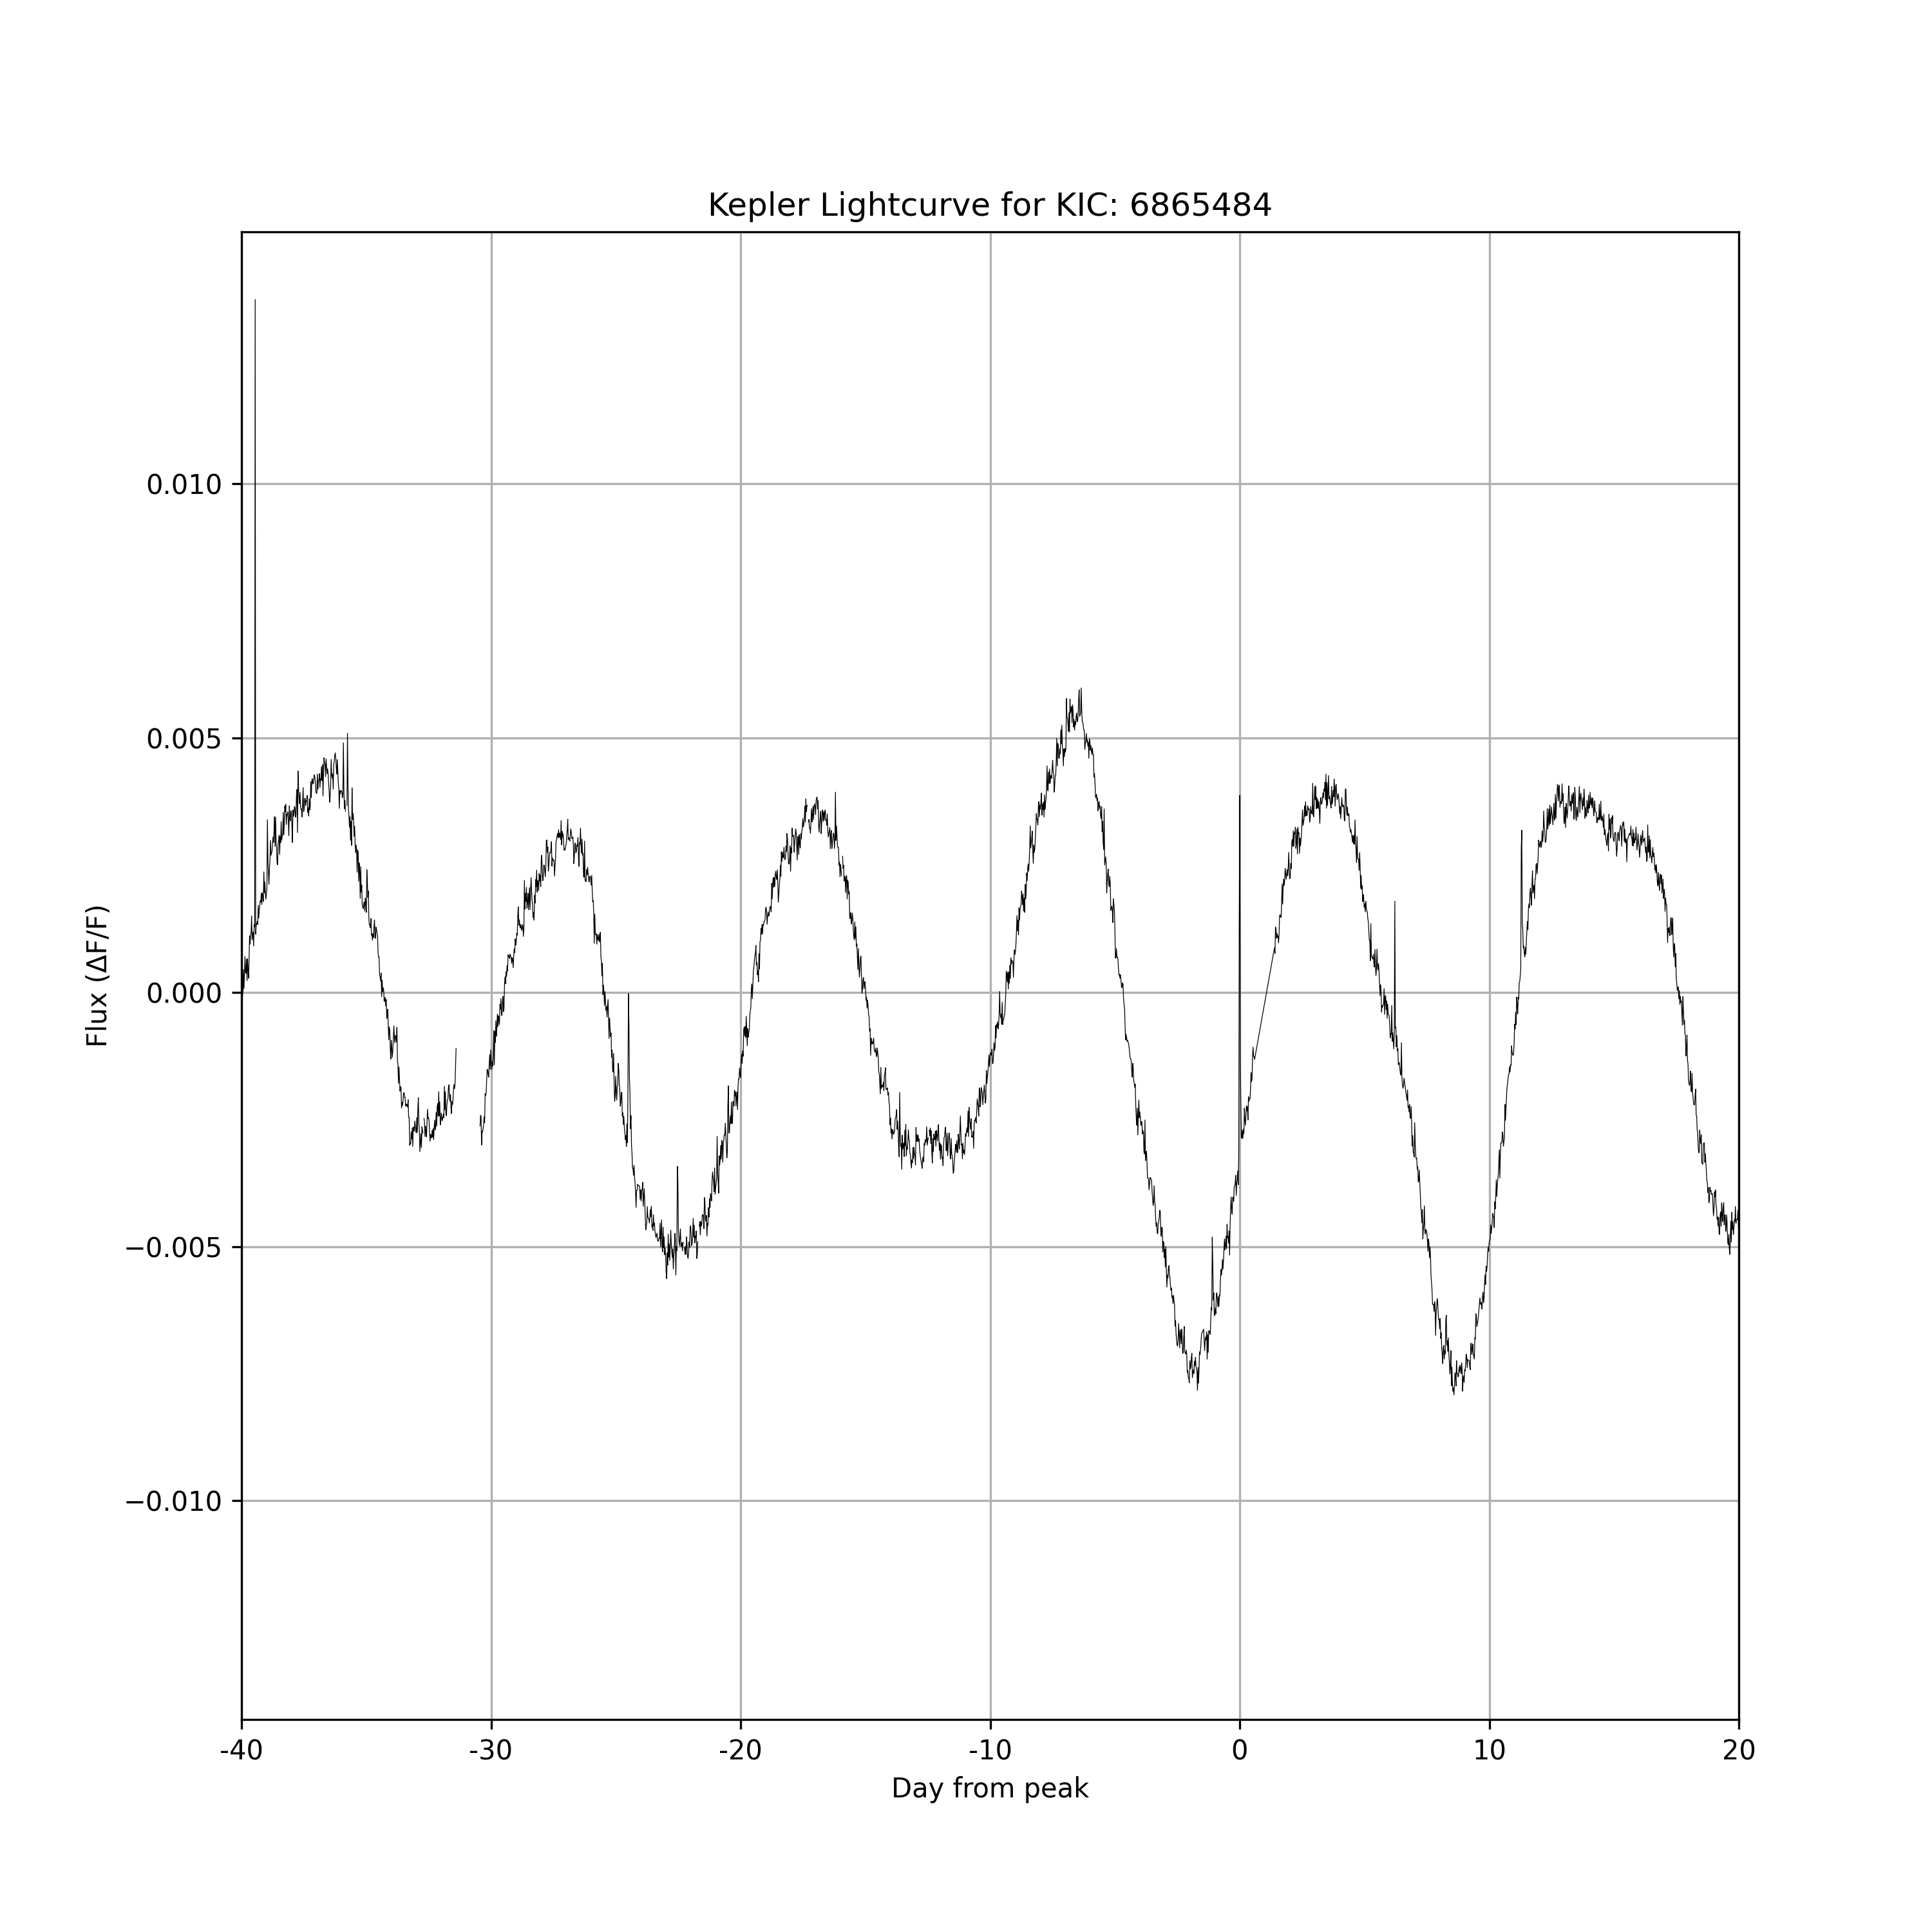 Kepler Lightcurve for KIC: 6865484
Flux (ΔF/F)
0.010
0.005
0.000
−0.005
−0.010
-40 -30 -20 -10 0 10 20
Day from peak